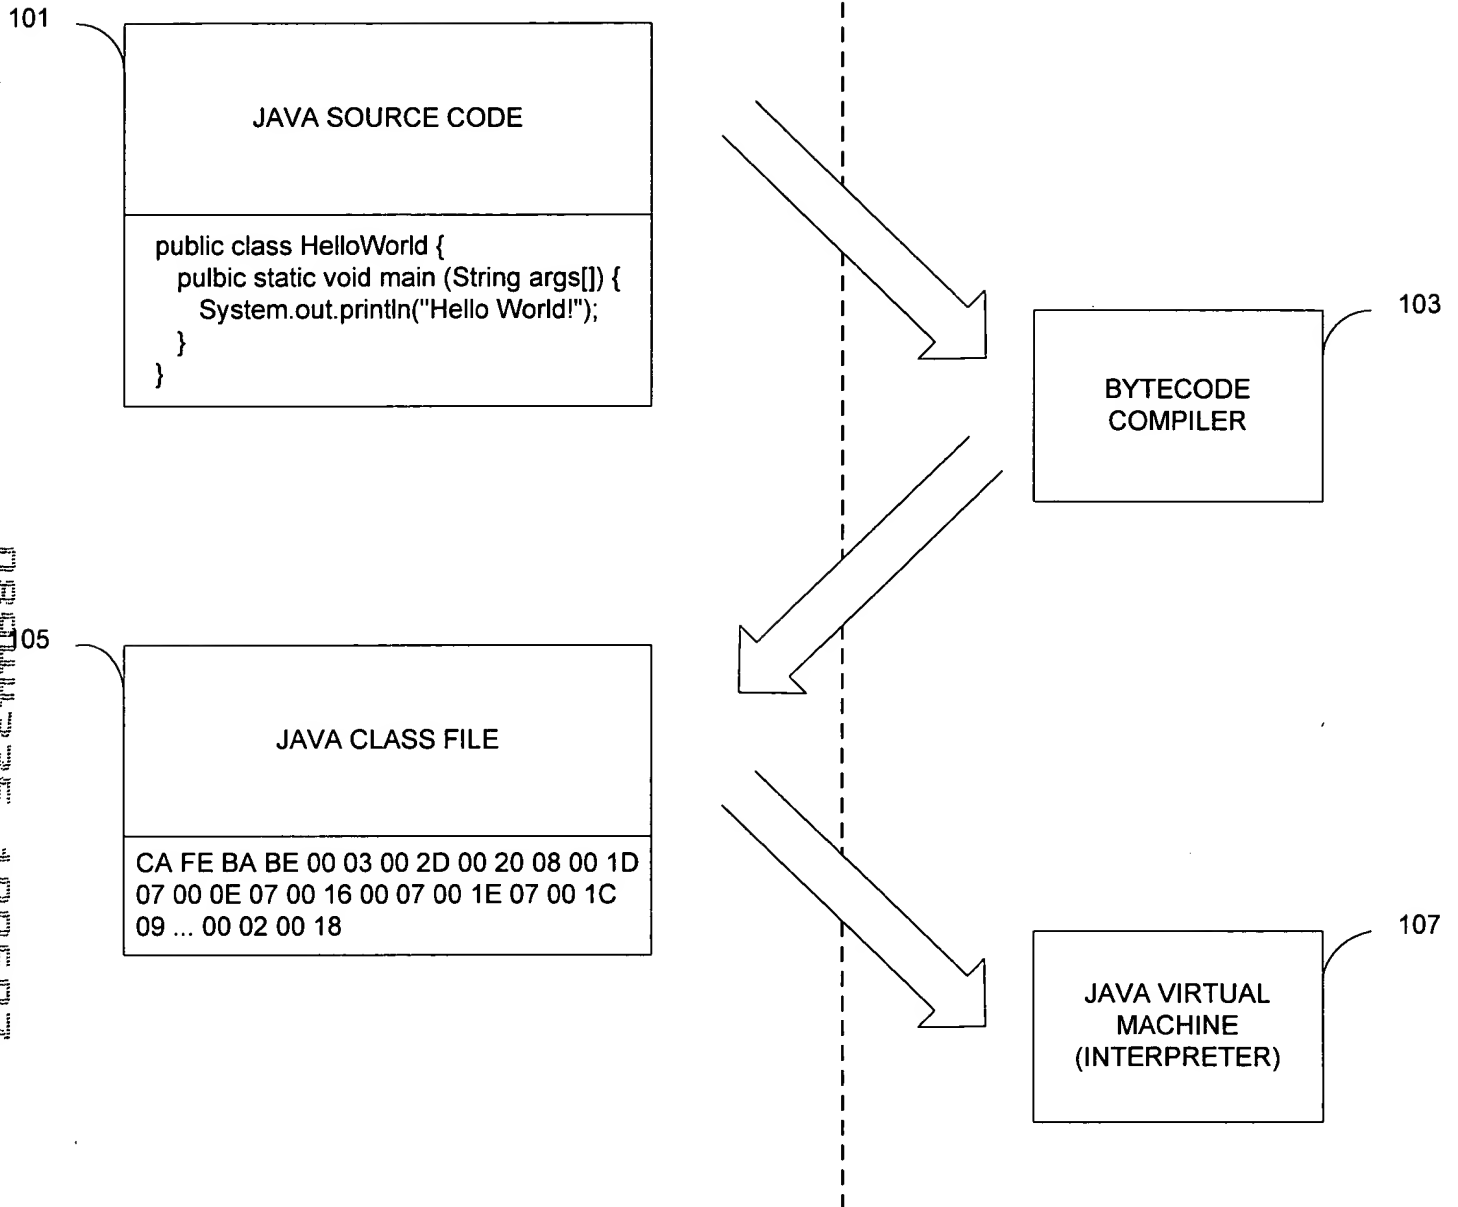 101
JAVA SOURCE CODE
public class HelloWorld {
pulbic static void main (String args[]) {
System.out.println("Hello World!");
}
}
103
BYTECODE
COMPILER
105
JAVA CLASS FILE
CA FE BA BE 00 03 00 2D 00 20 08 00 1D
07 00 0E 07 00 16 00 07 00 1E 07 00 1C
09 ... 00 02 00 18
107
JAVA VIRTUAL
MACHINE
(INTERPRETER)